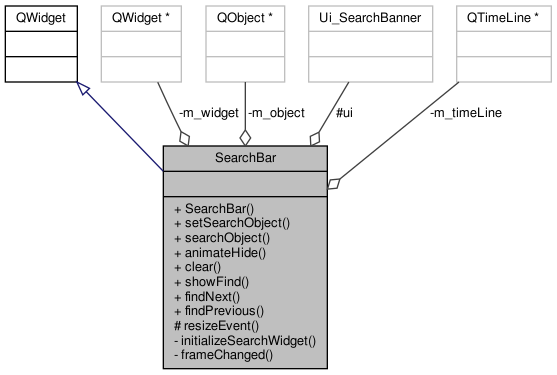 QWidget
QWidget *
QObject *
Ui_SearchBanner
QTimeLine *
-m_widget
-m_object
#ui
-m_timeLine
SearchBar
+ SearchBar()
+ setSearchObject()
+ searchObject()
+ animateHide()
+ clear()
+ showFind()
+ findNext()
+ findPrevious()
# resizeEvent()
- initializeSearchWidget()
- frameChanged()